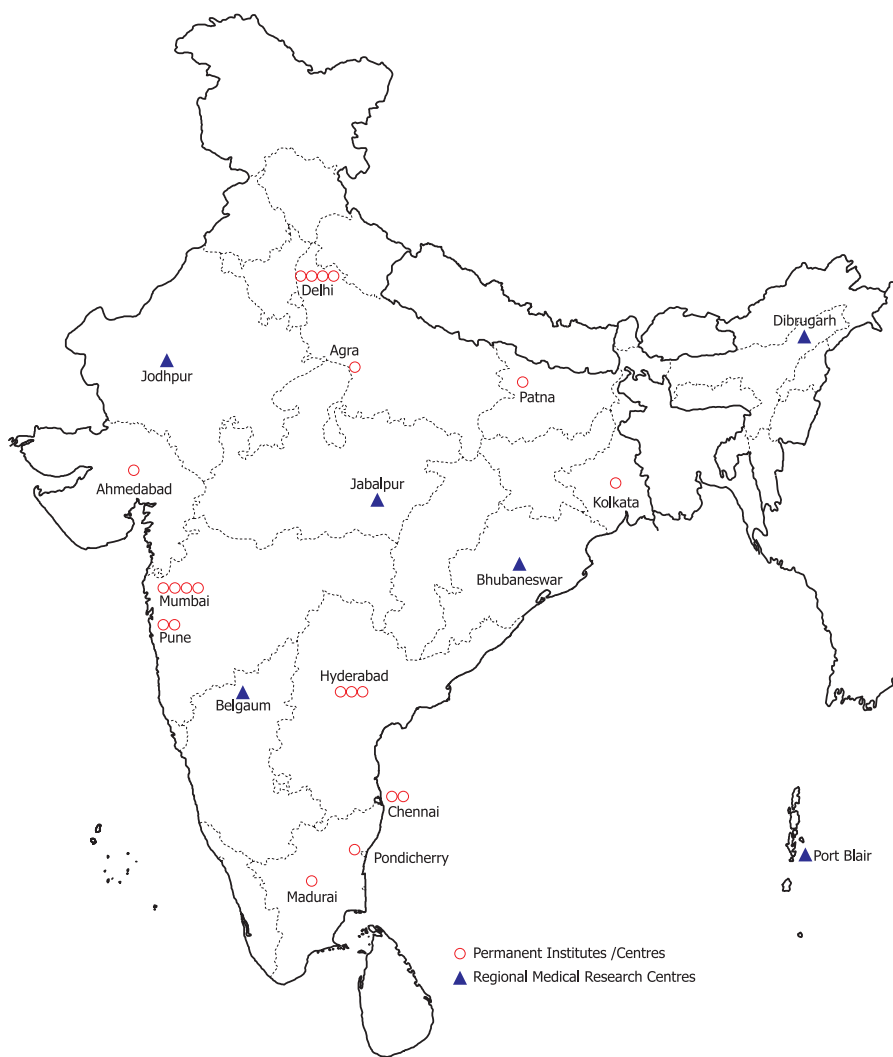 Delhi
Dibrugarh
Agra
Jodhpur
Patna
Ahmedabad
Jabalpur
Kolkata
Bhubaneswar
Mumbai
Pune
Hyderabad
Belgaum
Chennai
Pondicherry
Port Blair
Madurai
Permanent Institutes /Centres
Regional Medical Research Centres